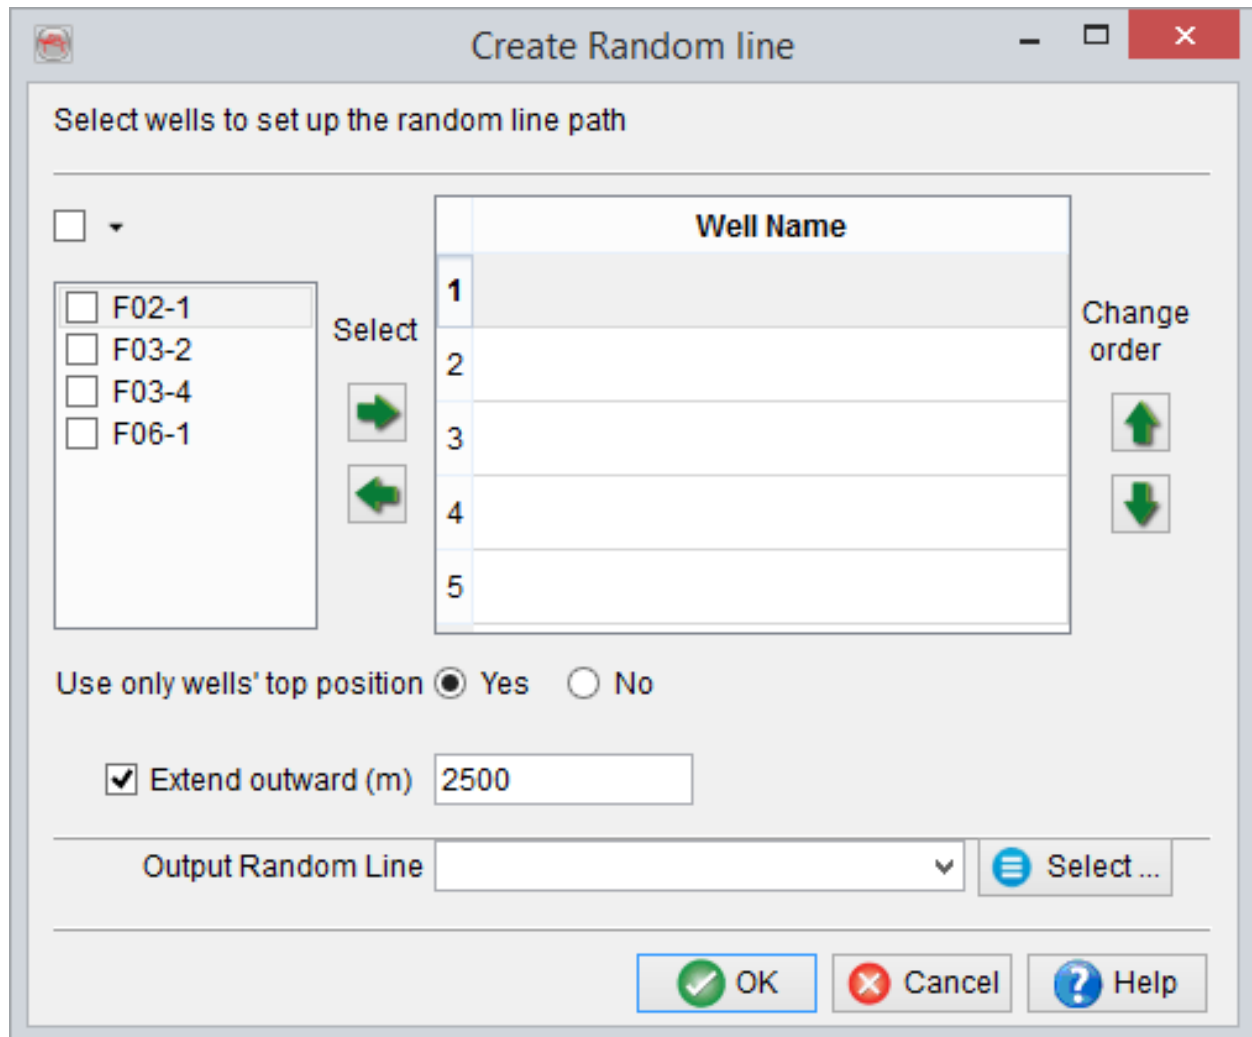 Create Random line
Select wells to set up the random line path
Well Name
F02-1
F03-2
F03-4
F06-1
Select
1
2
3
4
5
Change
order
Use only wells' top position Yes No
Extend outward (m) 2500
Output Random Line Select ...
OK Cancel Help